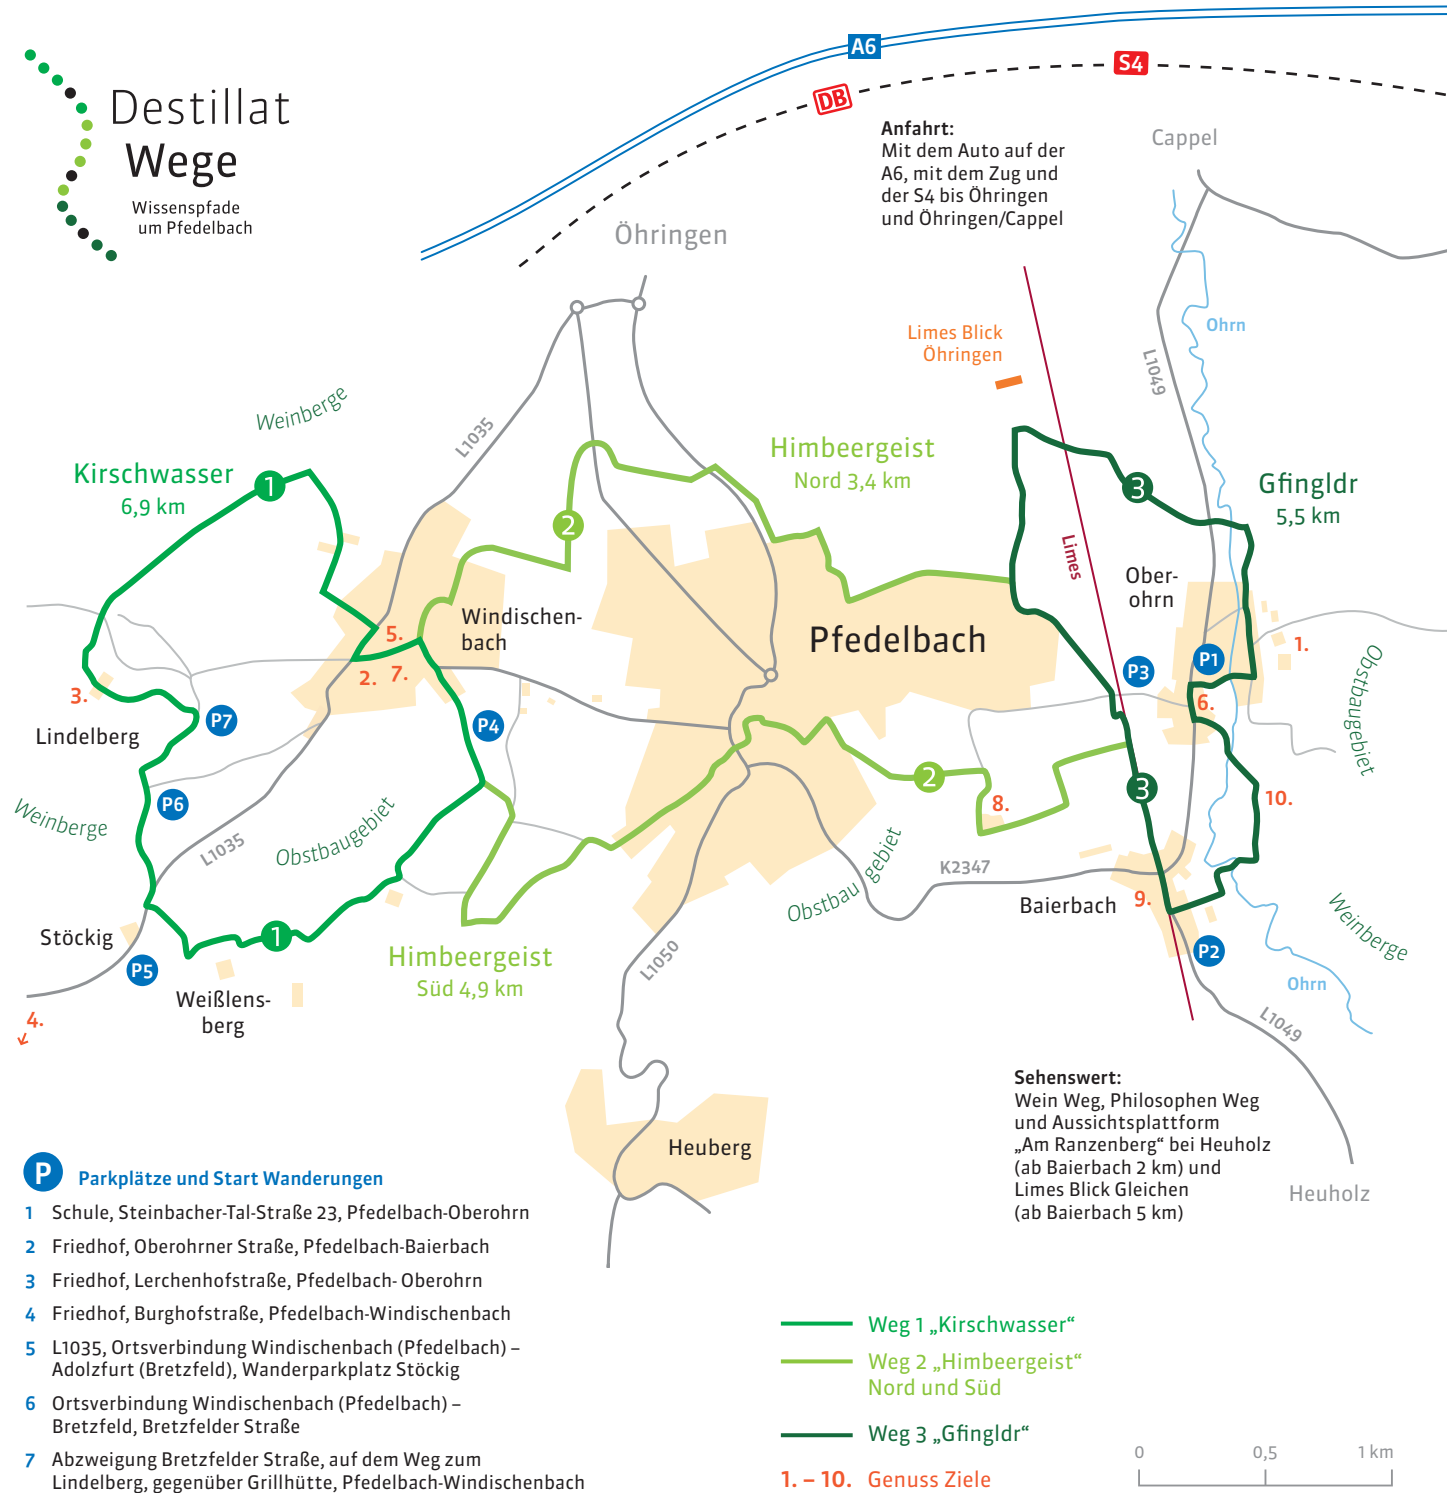 Destillat
Wege
Wissenspfade
um Pfedelbach
A6
S4
DB
Anfahrt:
Mit dem Auto auf der
A6, mit dem Zug und
der S4 bis Öhringen
und Öhringen/Cappel
Cappel
Öhringen
Ohrn
Limes Blick
Öhringen
L1049
Weinberge
L1035
Kirschwasser
6,9 km
1
Himbeergeist
Nord 3,4 km
2
3
Gfingldr
5,5 km
Limes
Ober-
ohrn
Windischen-
bach
Pfedelbach
5.
2.
7.
1.
P1
P3
6.
Obstbaugebiet
3.
Lindelberg
P7
P4
P6
Weinberge
L1035
Obstbaugebiet
2
8.
3
10.
K2347
Obstbau gebiet
Baierbach
9.
Weinberge
Stöckig
1
P5
P2
Himbeergeist
Süd 4,9 km
L1050
Weißlens-
berg
Ohrn
4.
L1049
Sehenswert:
Wein Weg, Philosophen Weg
und Aussichtsplattform
„Am Ranzenberg“ bei Heuholz
(ab Baierbach 2 km) und
Limes Blick Gleichen
(ab Baierbach 5 km)
Heuberg
Heuholz
P Parkplätze und Start Wanderungen
1 Schule, Steinbacher-Tal-Straße 23, Pfedelbach-Oberohrn
2 Friedhof, Oberohrner Straße, Pfedelbach-Baierbach
3 Friedhof, Lerchenhofstraße, Pfedelbach- Oberohrn
4 Friedhof, Burghofstraße, Pfedelbach-Windischenbach
5 L1035, Ortsverbindung Windischenbach (Pfedelbach) –
Adolzfurt (Bretzfeld), Wanderparkplatz Stöckig
6 Ortsverbindung Windischenbach (Pfedelbach) –
Bretzfeld, Bretzfelder Straße
7 Abzweigung Bretzfelder Straße, auf dem Weg zum
Lindelberg, gegenüber Grillhütte, Pfedelbach-Windischenbach
Weg 1 „Kirschwasser“
Weg 2 „Himbeergeist“
Nord und Süd
Weg 3 „Gfingldr“
1. – 10. Genuss Ziele
0 0,5 1 km